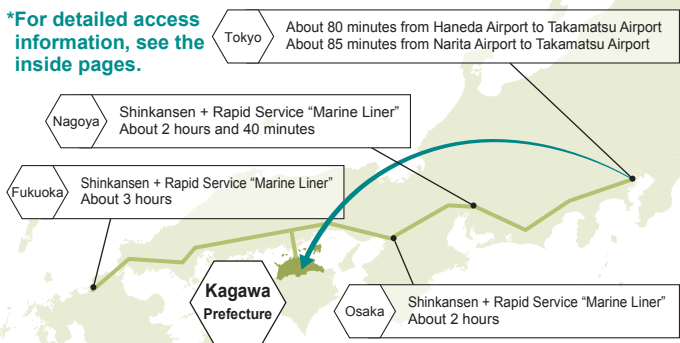 *For detailed access
information, see the
inside pages.
Tokyo
About 80 minutes from Haneda Airport to Takamatsu Airport
About 85 minutes from Narita Airport to Takamatsu Airport
Nagoya
Shinkansen + Rapid Service “Marine Liner”
About 2 hours and 40 minutes
Fukuoka
Shinkansen + Rapid Service “Marine Liner”
About 3 hours
Kagawa
Prefecture
Osaka
Shinkansen + Rapid Service “Marine Liner”
About 2 hours